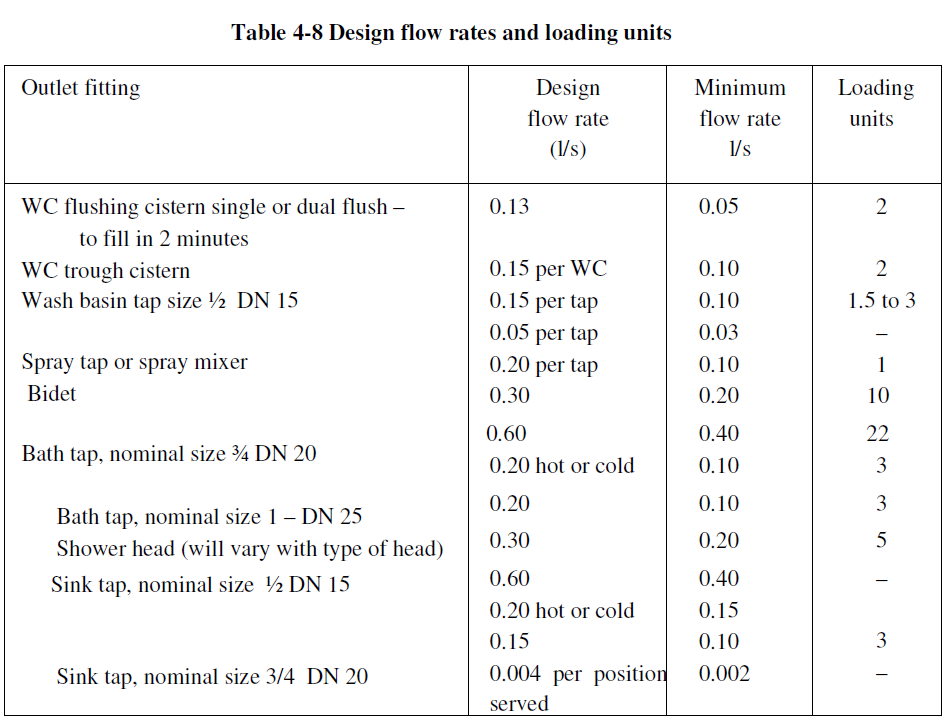 Table 4-8 Design flow rates and loading units
Outlet fitting Design Minimum Loading
flow rate flow rate units
(l/s) l/s
WC flushing cistern single or dual flush – 0.13 0.05 2
to fill in 2 minutes
WC trough cistern 0.15 per WC 0.10 2
Wash basin tap size ½ DN 15 0.15 per tap 0.10 1.5 to 3
0.05 per tap 0.03 –
Spray tap or spray mixer 0.20 per tap 0.10 1
Bidet 0.30 0.20 10
0.60 0.40 22
Bath tap, nominal size ¾ DN 20
0.20 hot or cold 0.10 3
0.20 0.10 3
Bath tap, nominal size 1 – DN 25
Shower head (will vary with type of head) 0.30 0.20 5
Sink tap, nominal size ½ DN 15 0.60 0.40 –
0.20 hot or cold 0.15
0.15 0.10 3
Sink tap, nominal size 3/4 DN 20 0.004 per position 0.002 –
served